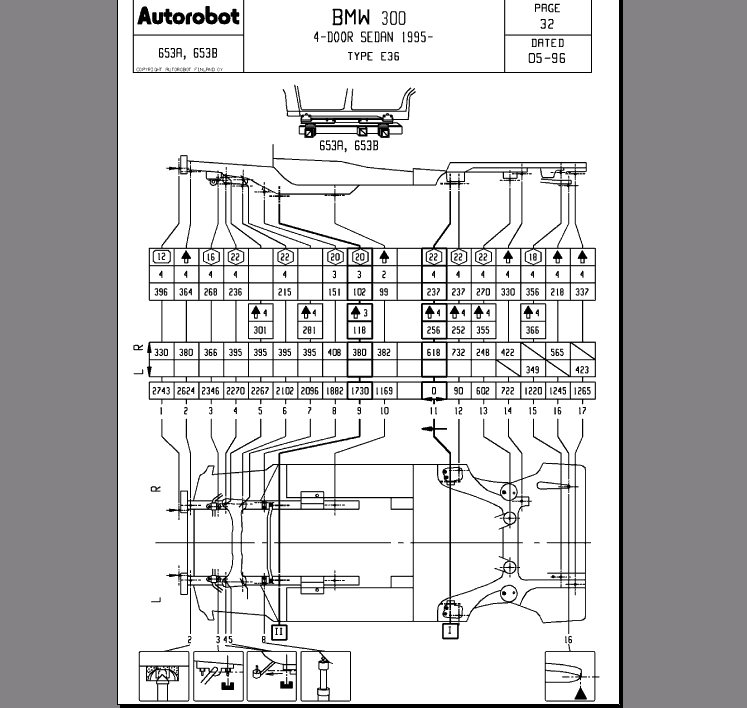 Autorobot
653A, 653B
COPYRIGHT AUTOROBOT FINLAND OY
BMW 300
4-DOOR SEDAN 1995-
TYPE E36
PAGE
32
DATED
05-96
653A, 653B
12 16 22 22 20 20 22 22 22 18
4 4 4 4 4 3 3 2 4 4 4 4 4 4 4
396 364 268 236 215 151 102 99 237 237 270 330 356 218 337
4 4 3 4 4 4 4
301 281 118 256 252 355 366
R
330 380 366 395 395 395 395 408 380 382 618 732 248 422 565
L
349 423
2743 2624 2346 2270 2267 2102 2096 1882 1730 1169 0 90 602 722 1220 1245 1265
1 2 3 4 5 6 7 8 9 10 11 12 13 14 15 16 17
R
L
II
I
2 3 4 5 8 16